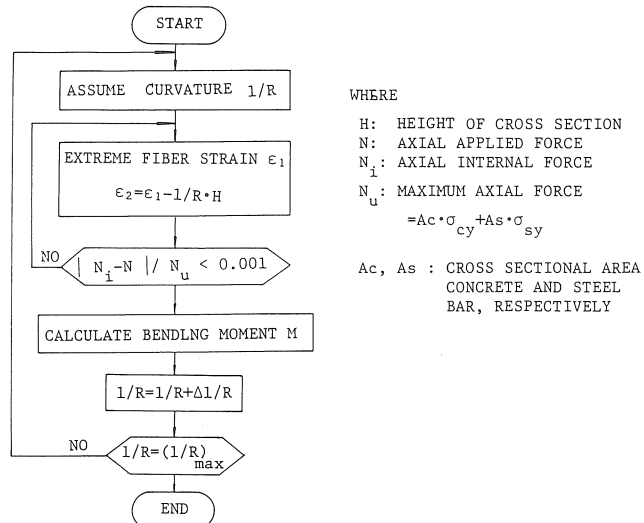 START
ASSUME CURVATURE 1/R
EXTREME FIBER STRAIN ε₁
ε₂=ε₁-1/R·H
NO
| Nᵢ-N |/ Nᵤ < 0.001
CALCULATE BENDLNG MOMENT M
1/R=1/R+Δ1/R
NO
1/R=(1/R)max
END
WHERE
H: HEIGHT OF CROSS SECTION
N: AXIAL APPLIED FORCE
Nᵢ: AXIAL INTERNAL FORCE
Nᵤ: MAXIMUM AXIAL FORCE
=Ac·σcy+As·σsy
Ac, As : CROSS SECTIONAL AREA
CONCRETE AND STEEL
BAR, RESPECTIVELY